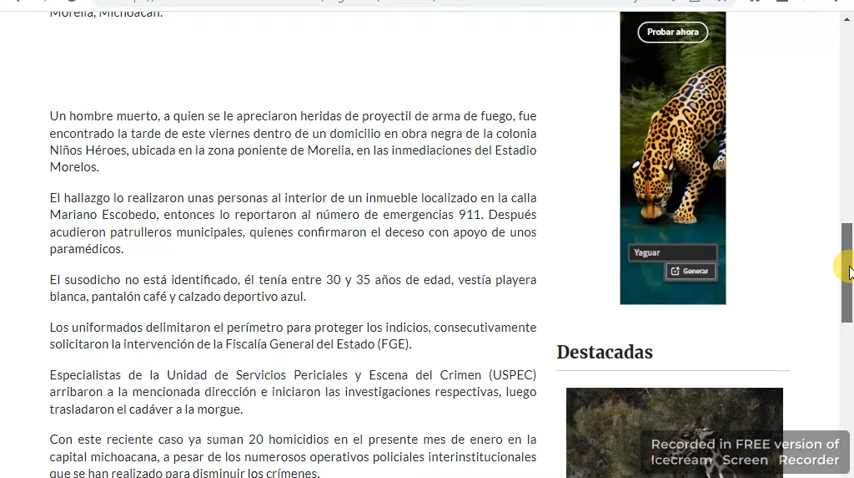 Morelia, Michoacán.
Un hombre muerto, a quien se le apreciaron heridas de proyectil de arma de fuego, fue
encontrado la tarde de este viernes dentro de un domicilio en obra negra de la colonia
Niños Héroes, ubicada en la zona poniente de Morelia, en las inmediaciones del Estadio
Morelos.
El hallazgo lo realizaron unas personas al interior de un inmueble localizado en la calla
Mariano Escobedo, entonces lo reportaron al número de emergencias 911. Después
acudieron patrulleros municipales, quienes confirmaron el deceso con apoyo de unos
paramédicos.
El susodicho no está identificado, él tenía entre 30 y 35 años de edad, vestía playera
blanca, pantalón café y calzado deportivo azul.
Los uniformados delimitaron el perímetro para proteger los indicios, consecutivamente
solicitaron la intervención de la Fiscalía General del Estado (FGE).
Especialistas de la Unidad de Servicios Periciales y Escena del Crimen (USPEC)
arribaron a la mencionada dirección e iniciaron las investigaciones respectivas, luego
trasladaron el cadáver a la morgue.
Con este reciente caso ya suman 20 homicidios en el presente mes de enero en la
capital michoacana, a pesar de los numerosos operativos policiales interinstitucionales
que se han realizado para disminuir los crímenes.
Probar ahora
Yaguar
Generar
Destacadas
Recorded in FREE version of
Icecream Screen Recorder